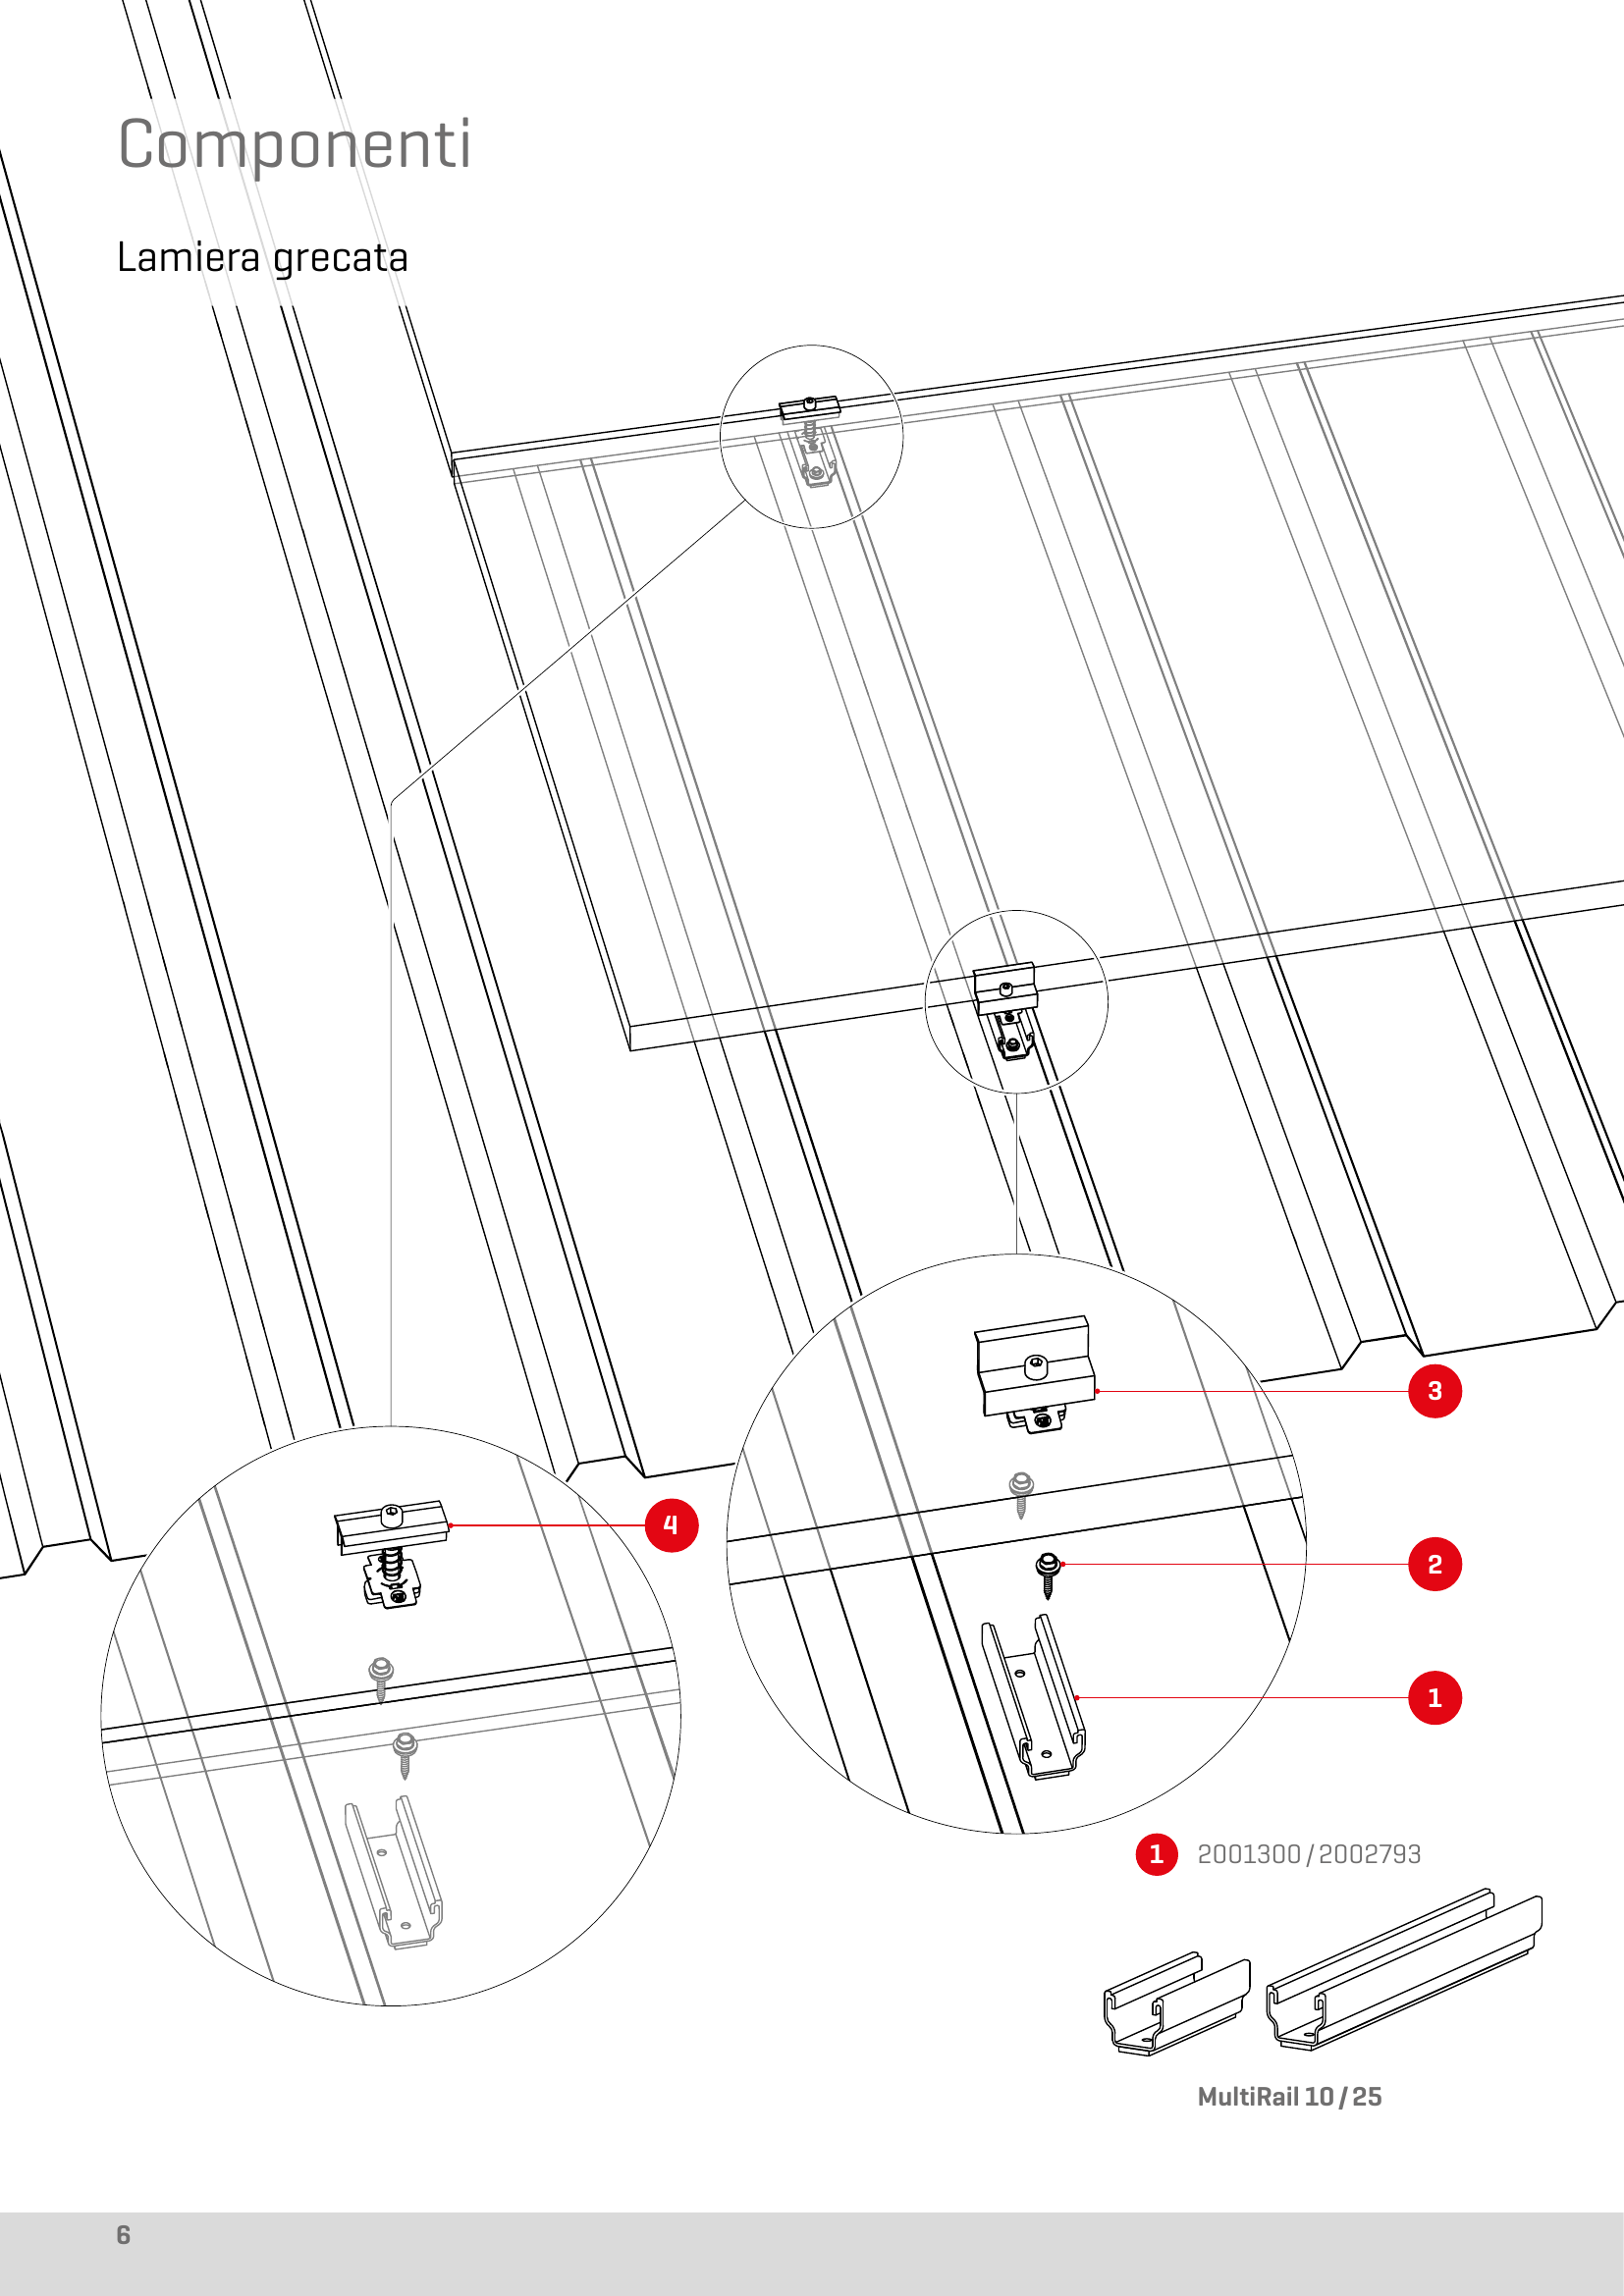 Componenti
Lamiera grecata
3
4
2
1
1 2001300 / 2002793
MultiRail 10 / 25
6